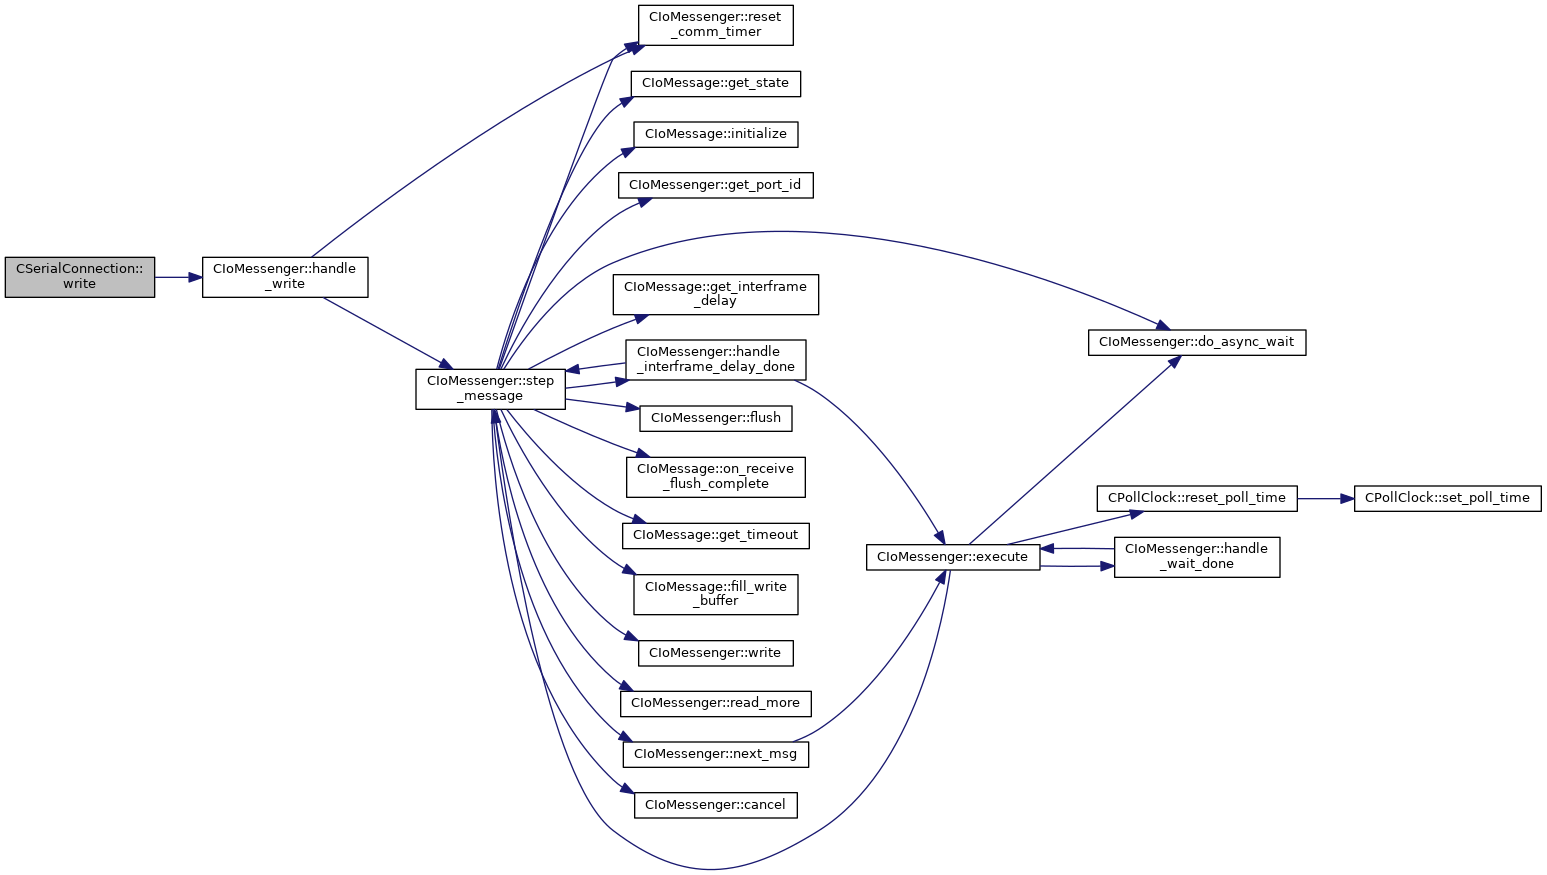 CSerialConnection::
write
CIoMessenger::handle
_write
CIoMessenger::step
_message
CIoMessenger::reset
_comm_timer
CIoMessage::get_state
CIoMessage::initialize
CIoMessenger::get_port_id
CIoMessage::get_interframe
_delay
CIoMessenger::handle
_interframe_delay_done
CIoMessenger::flush
CIoMessage::on_receive
_flush_complete
CIoMessage::get_timeout
CIoMessage::fill_write
_buffer
CIoMessenger::write
CIoMessenger::read_more
CIoMessenger::next_msg
CIoMessenger::cancel
CIoMessenger::execute
CIoMessenger::do_async_wait
CPollClock::reset_poll_time
CIoMessenger::handle
_wait_done
CPollClock::set_poll_time